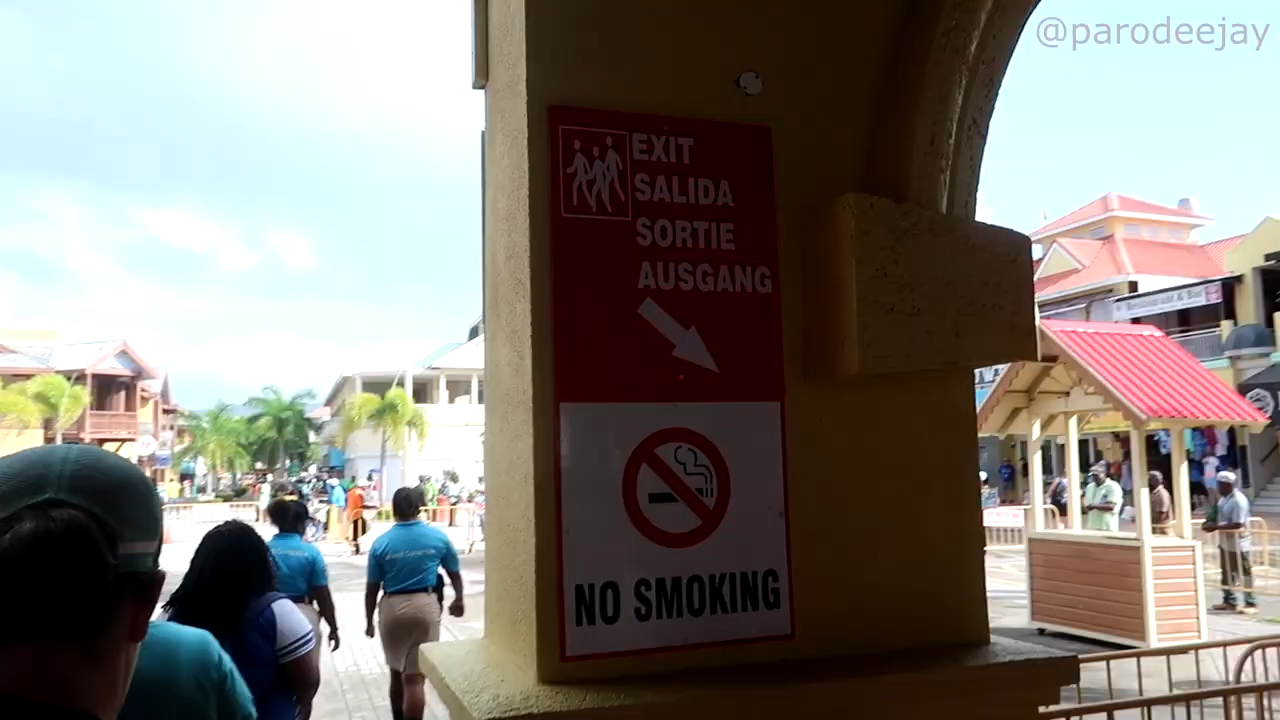 @parodeejay
EXIT
SALIDA
SORTIE
AUSGANG
NO SMOKING
Restaurant & Bar